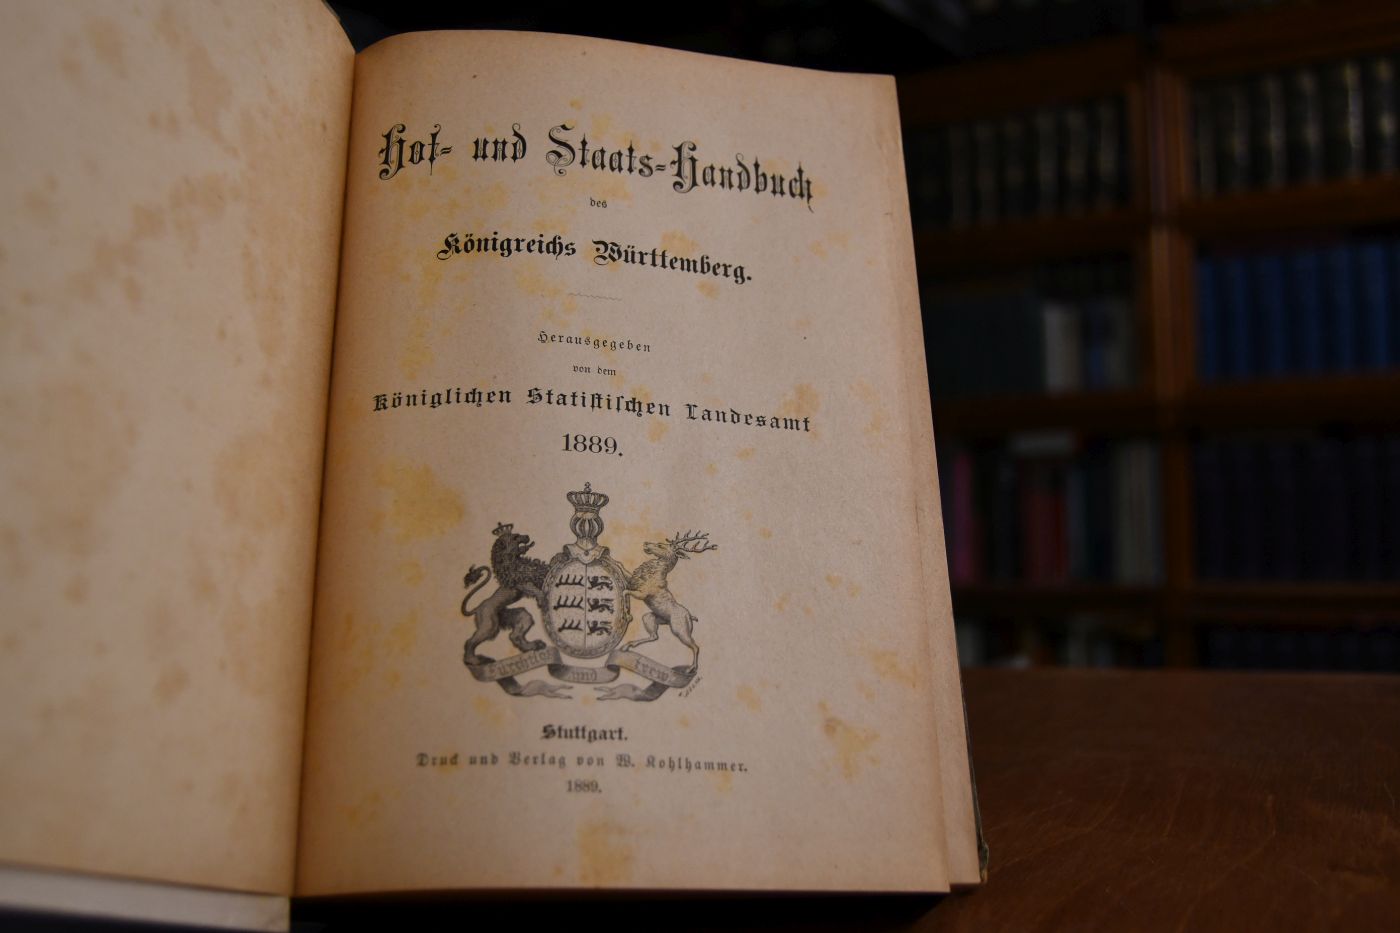 Hof- und Staats-Handbuch
des
Königreichs Württemberg.
Herausgegeben
von dem
Königlichen Statiſtiſchen Landesamt
1889.
Furchtlos und trew
Stuttgart.
Druck und Verlag von W. Kohlhammer.
1889.